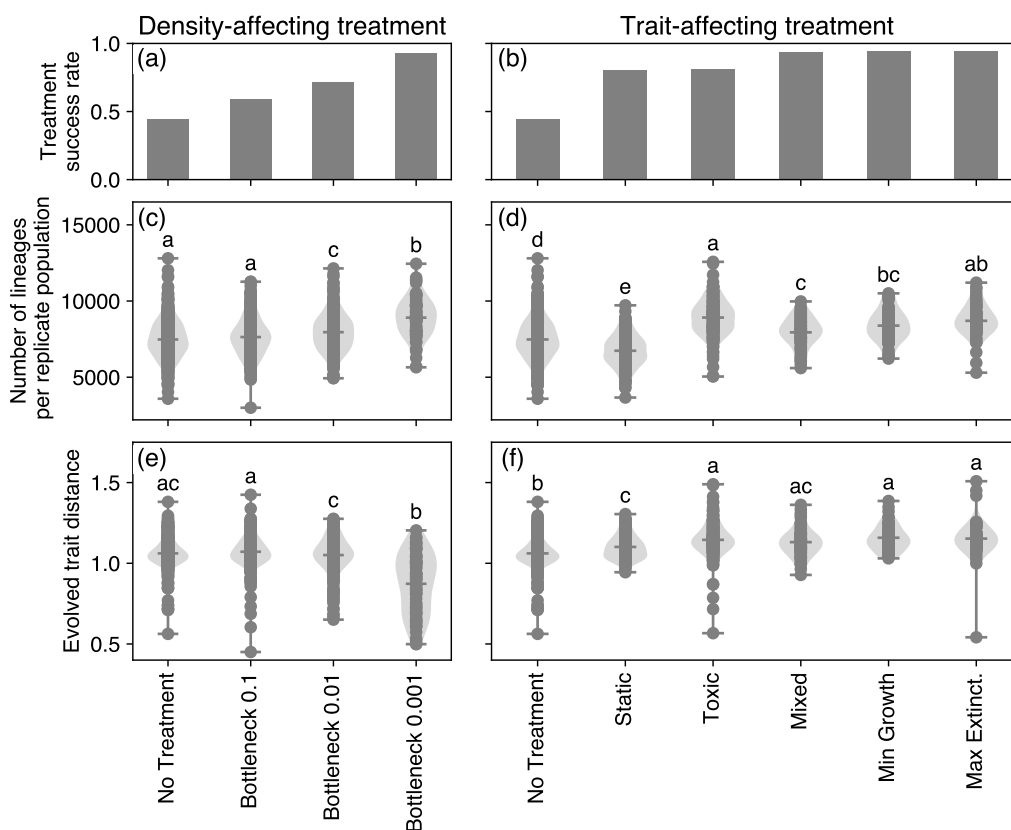 Density-affecting treatment
Trait-affecting treatment
Treatment
success rate
1.0
0.5
0.0
(a)
(b)
Number of lineages
per replicate population
15000
10000
5000
(c)
a
a
c
b
(d)
d
e
a
c
bc
ab
Evolved trait distance
1.5
1.0
0.5
(e)
ac
a
c
b
(f)
b
c
a
ac
a
a
No Treatment
Bottleneck 0.1
Bottleneck 0.01
Bottleneck 0.001
No Treatment
Static
Toxic
Mixed
Min Growth
Max Extinct.